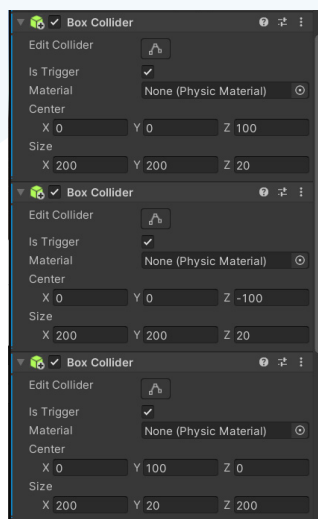 Box Collider
Edit Collider
Is Trigger
Material None (Physic Material)
Center
X 0 Y 0 Z 100
Size
X 200 Y 200 Z 20
Box Collider
Edit Collider
Is Trigger
Material None (Physic Material)
Center
X 0 Y 0 Z -100
Size
X 200 Y 200 Z 20
Box Collider
Edit Collider
Is Trigger
Material None (Physic Material)
Center
X 0 Y 100 Z 0
Size
X 200 Y 20 Z 200